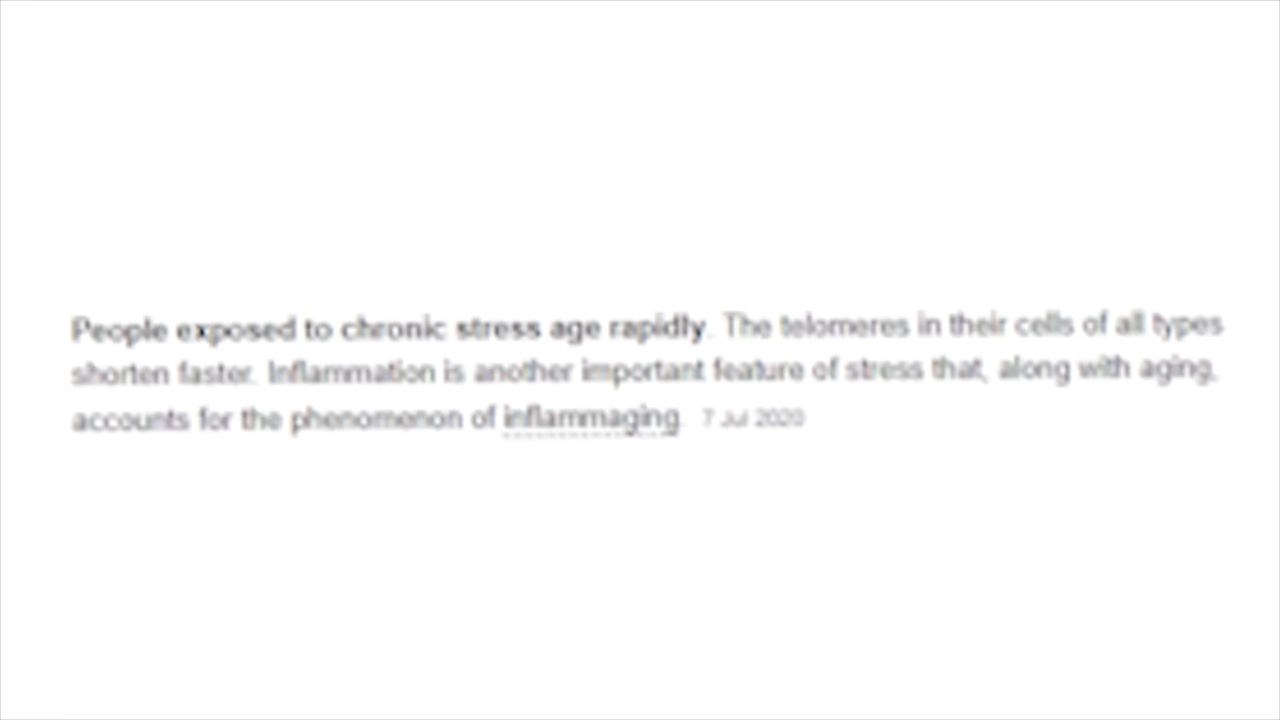 People exposed to chronic stress age rapidly. The telomeres in their cells of all types
shorten faster. Inflammation is another important feature of stress that, along with aging,
accounts for the phenomenon of inflammaging. 7 Jul 2020